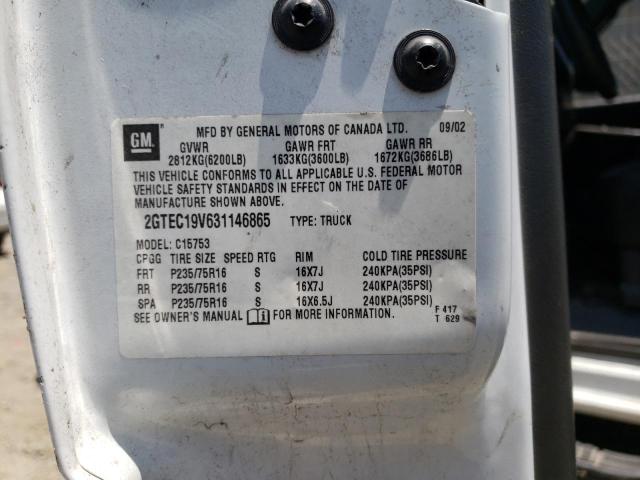 GM MFD BY GENERAL MOTORS OF CANADA LTD. 09/02
GVWR GAWR FRT GAWR RR
2812KG(6200LB) 1633KG(3600LB) 1672KG(3686LB)
THIS VEHICLE CONFORMS TO ALL APPLICABLE U.S. FEDERAL MOTOR
VEHICLE SAFETY STANDARDS IN EFFECT ON THE DATE OF
MANUFACTURE SHOWN ABOVE.
2GTEC19V631146865 TYPE: TRUCK
MODEL: C15753
CPGG TIRE SIZE SPEED RTG RIM COLD TIRE PRESSURE
FRT P235/75R16 S 16X7J 240KPA(35PSI)
RR P235/75R16 S 16X7J 240KPA(35PSI)
SPA P235/75R16 S 16X6.5J 240KPA(35PSI)
SEE OWNER'S MANUAL FOR MORE INFORMATION.
F 417
T 629